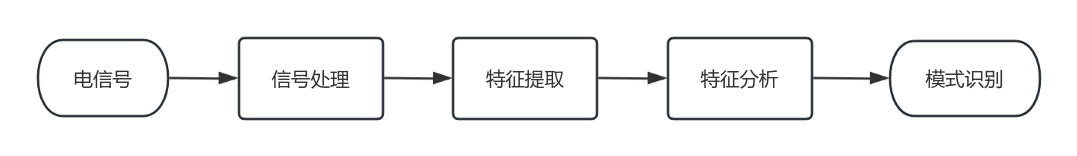 电信号
信号处理
特征提取
特征分析
模式识别